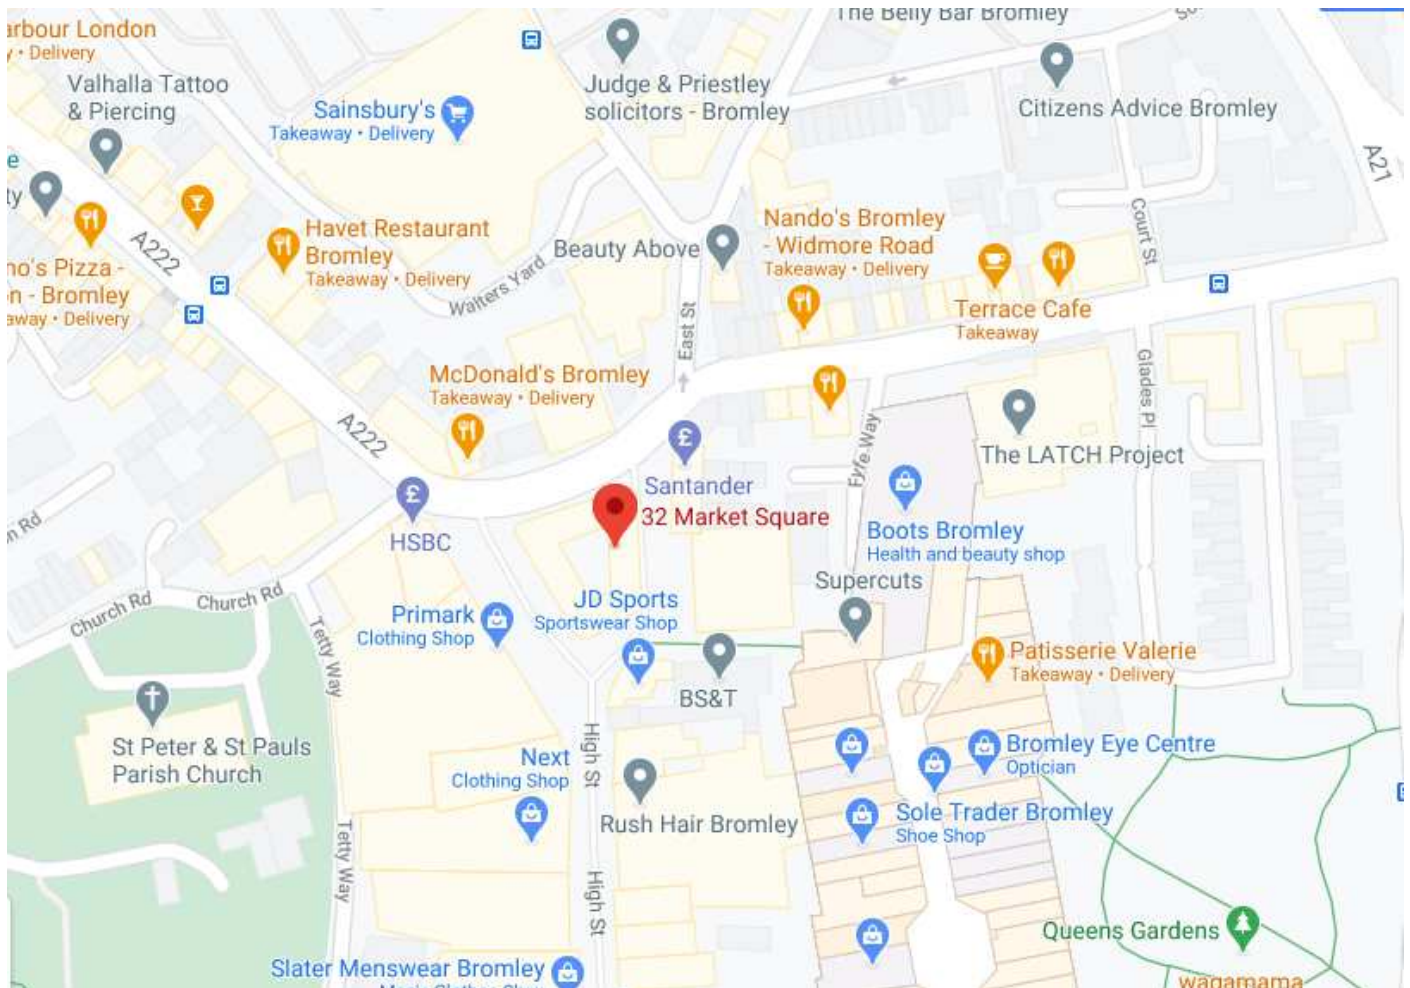 arbour London
y • Delivery
Valhalla Tattoo
& Piercing
Sainsbury's
Takeaway • Delivery
Judge & Priestley
solicitors - Bromley
The Belly Bar Bromley
Citizens Advice Bromley
A21
e
ty
A222
no's Pizza -
n - Bromley
away • Delivery
Havet Restaurant
Bromley
Takeaway • Delivery
Walters Yard
Beauty Above
Nando's Bromley
- Widmore Road
Takeaway • Delivery
Court St
Terrace Cafe
Takeaway
East St
McDonald's Bromley
Takeaway • Delivery
A222
Glades Pl
Fyfe Way
The LATCH Project
£
Santander
£
HSBC
32 Market Square
Boots Bromley
Health and beauty shop
n Rd
Church Rd
Church Rd
Supercuts
JD Sports
Sportswear Shop
Primark
Clothing Shop
Tetty Way
Patisserie Valerie
Takeaway • Delivery
BS&T
St Peter & St Pauls
Parish Church
High St
Next
Clothing Shop
Bromley Eye Centre
Optician
Rush Hair Bromley
Sole Trader Bromley
Shoe Shop
Tetty Way
High St
Queens Gardens
Slater Menswear Bromley
wagamama